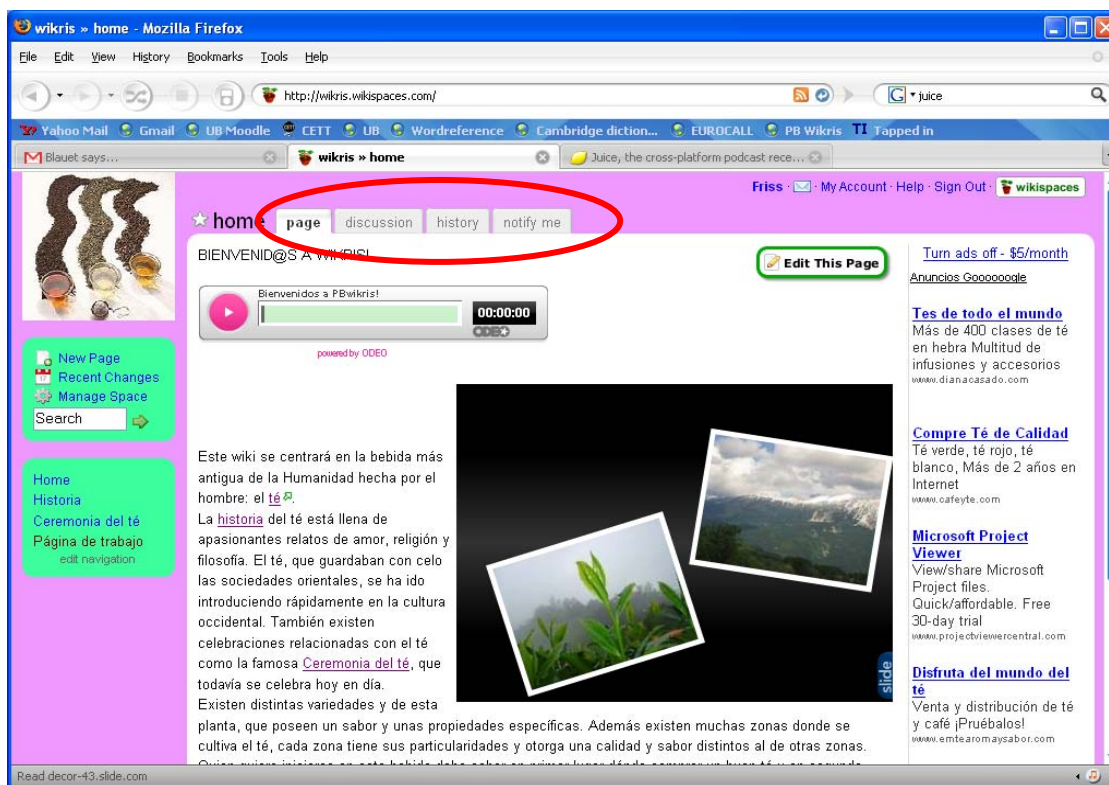 wikris » home - Mozilla Firefox
File Edit View History Bookmarks Tools Help
http://wikris.wikispaces.com/
G juice
Yahoo Mail Gmail UB Moodle CETT UB Wordreference Cambridge diction... EUROCALL PB Wikris TI Tapped in
Blauet says...
wikris » home
Juice, the cross-platform podcast rece...
Friss · My Account · Help · Sign Out · wikispaces
home page discussion history notify me
BIENVENID@S A WIKRIS!
Edit This Page
Bienvenidos a PBwikris!
00:00:00
ODEO
powered by ODEO
New Page
Recent Changes
Manage Space
Search
Home
Historia
Ceremonia del té
Página de trabajo
edit navigation
Este wiki se centrará en la bebida más
antigua de la Humanidad hecha por el
hombre: el té.
La historia del té está llena de
apasionantes relatos de amor, religión y
filosofía. El té, que guardaban con celo
las sociedades orientales, se ha ido
introduciendo rápidamente en la cultura
occidental. También existen
celebraciones relacionadas con el té
como la famosa Ceremonia del té, que
todavía se celebra hoy en día.
Existen distintas variedades y de esta
planta, que poseen un sabor y unas propiedades específicas. Además existen muchas zonas donde se
cultiva el té, cada zona tiene sus particularidades y otorga una calidad y sabor distintos al de otras zonas.
slide
Turn ads off - $5/month
Anuncios Goooooogle
Tes de todo el mundo
Más de 400 clases de té
en hebra Multitud de
infusiones y accesorios
www.dianacasado.com
Compre Té de Calidad
Té verde, té rojo, té
blanco, Más de 2 años en
Internet
www.cafeyte.com
Microsoft Project
Viewer
View/share Microsoft
Project files.
Quick/affordable. Free
30-day trial
www.projectviewercentral.com
Disfruta del mundo del
té
Venta y distribución de té
y café ¡Pruébalos!
www.emtearomaysabor.com
Read decor-43.slide.com